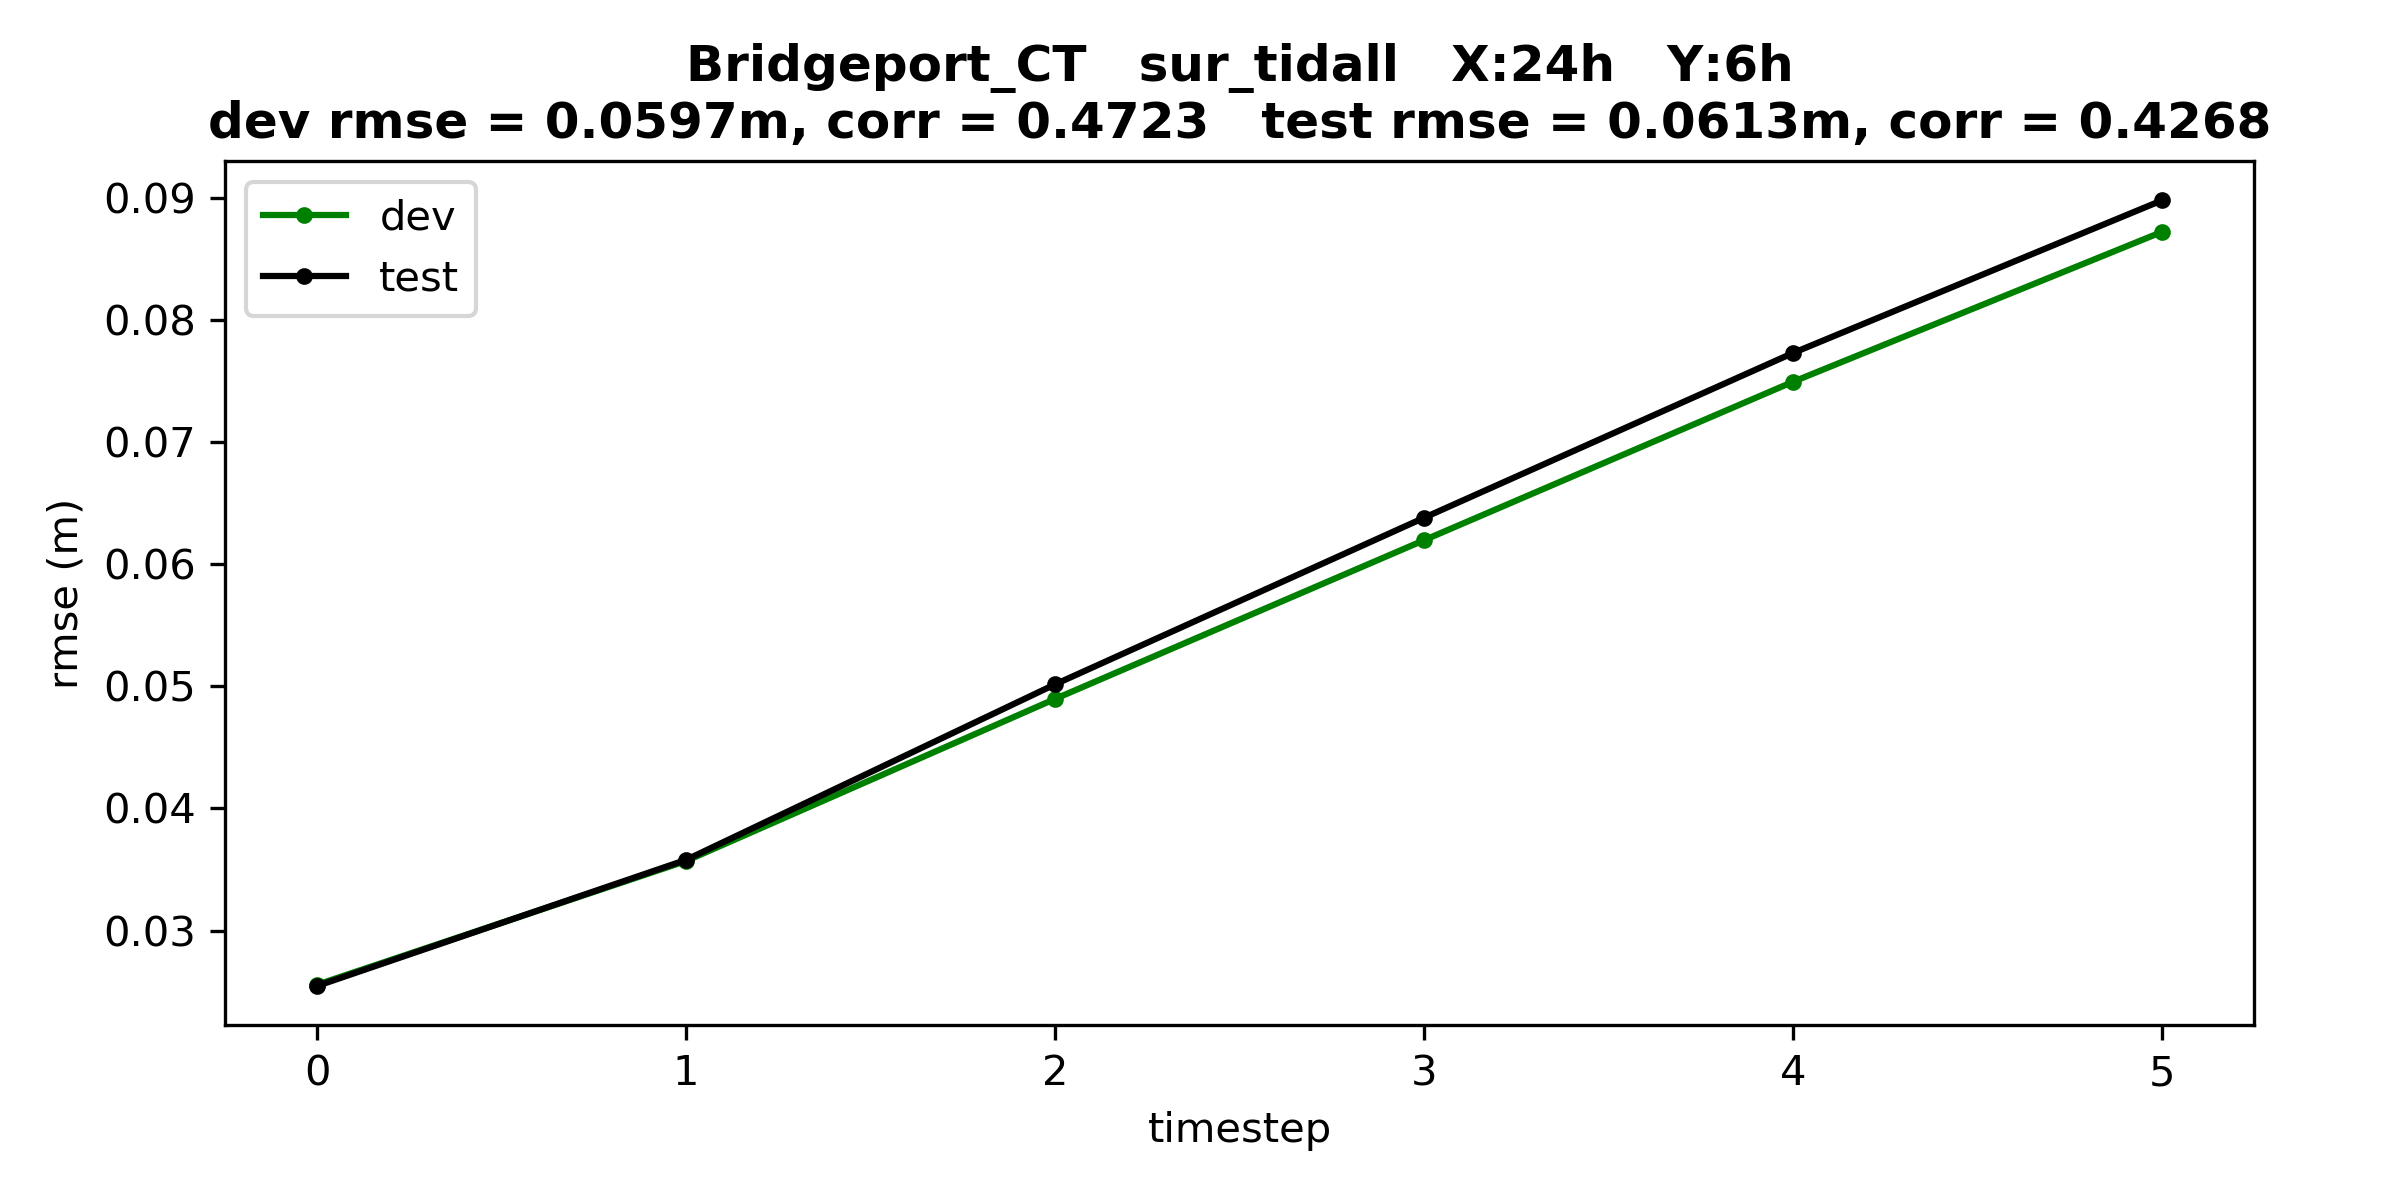 Bridgeport_CT   sur_tidall   X:24h   Y:6h
dev rmse = 0.0597m, corr = 0.4723   test rmse = 0.0613m, corr = 0.4268
dev
test
0.09
0.08
0.07
0.06
0.05
0.04
0.03
rmse (m)
0 1 2 3 4 5
timestep